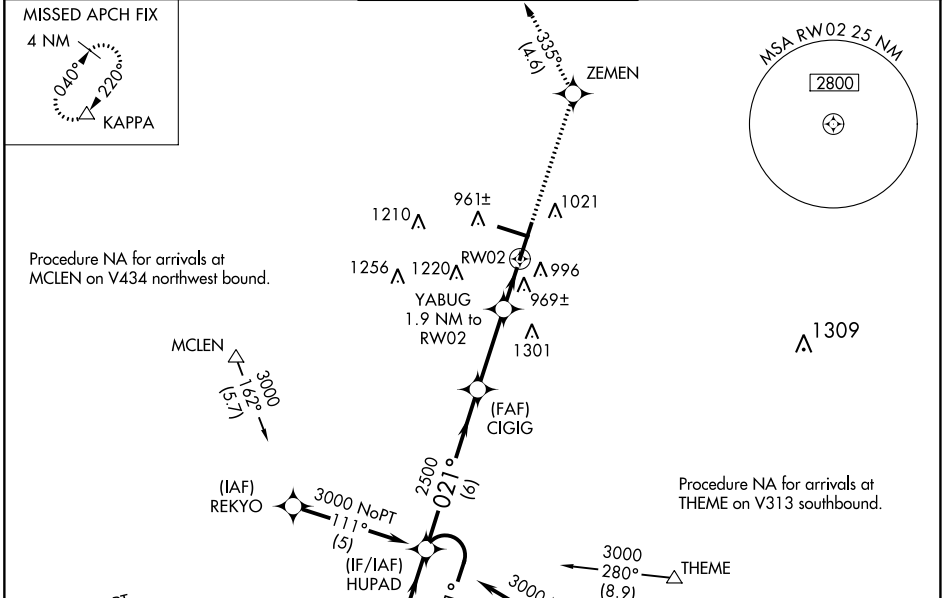 MISSED APCH FIX
4 NM
040°
220°
KAPPA
335°
(4.6)
ZEMEN
MSA RW02 25 NM
2800
1210
961±
1021
Procedure NA for arrivals at
MCLEN on V434 northwest bound.
RW02
1256
1220
996
969±
YABUG
1.9 NM to
RW02
1301
1309
MCLEN
3000
162°
(5.7)
(FAF)
CIGIG
2500
021°
(6)
Procedure NA for arrivals at
THEME on V313 southbound.
(IAF)
REKYO
3000 NoPT
111°
(5)
(IF/IAF)
HUPAD
3000
280°
(8.9)
THEME
3000